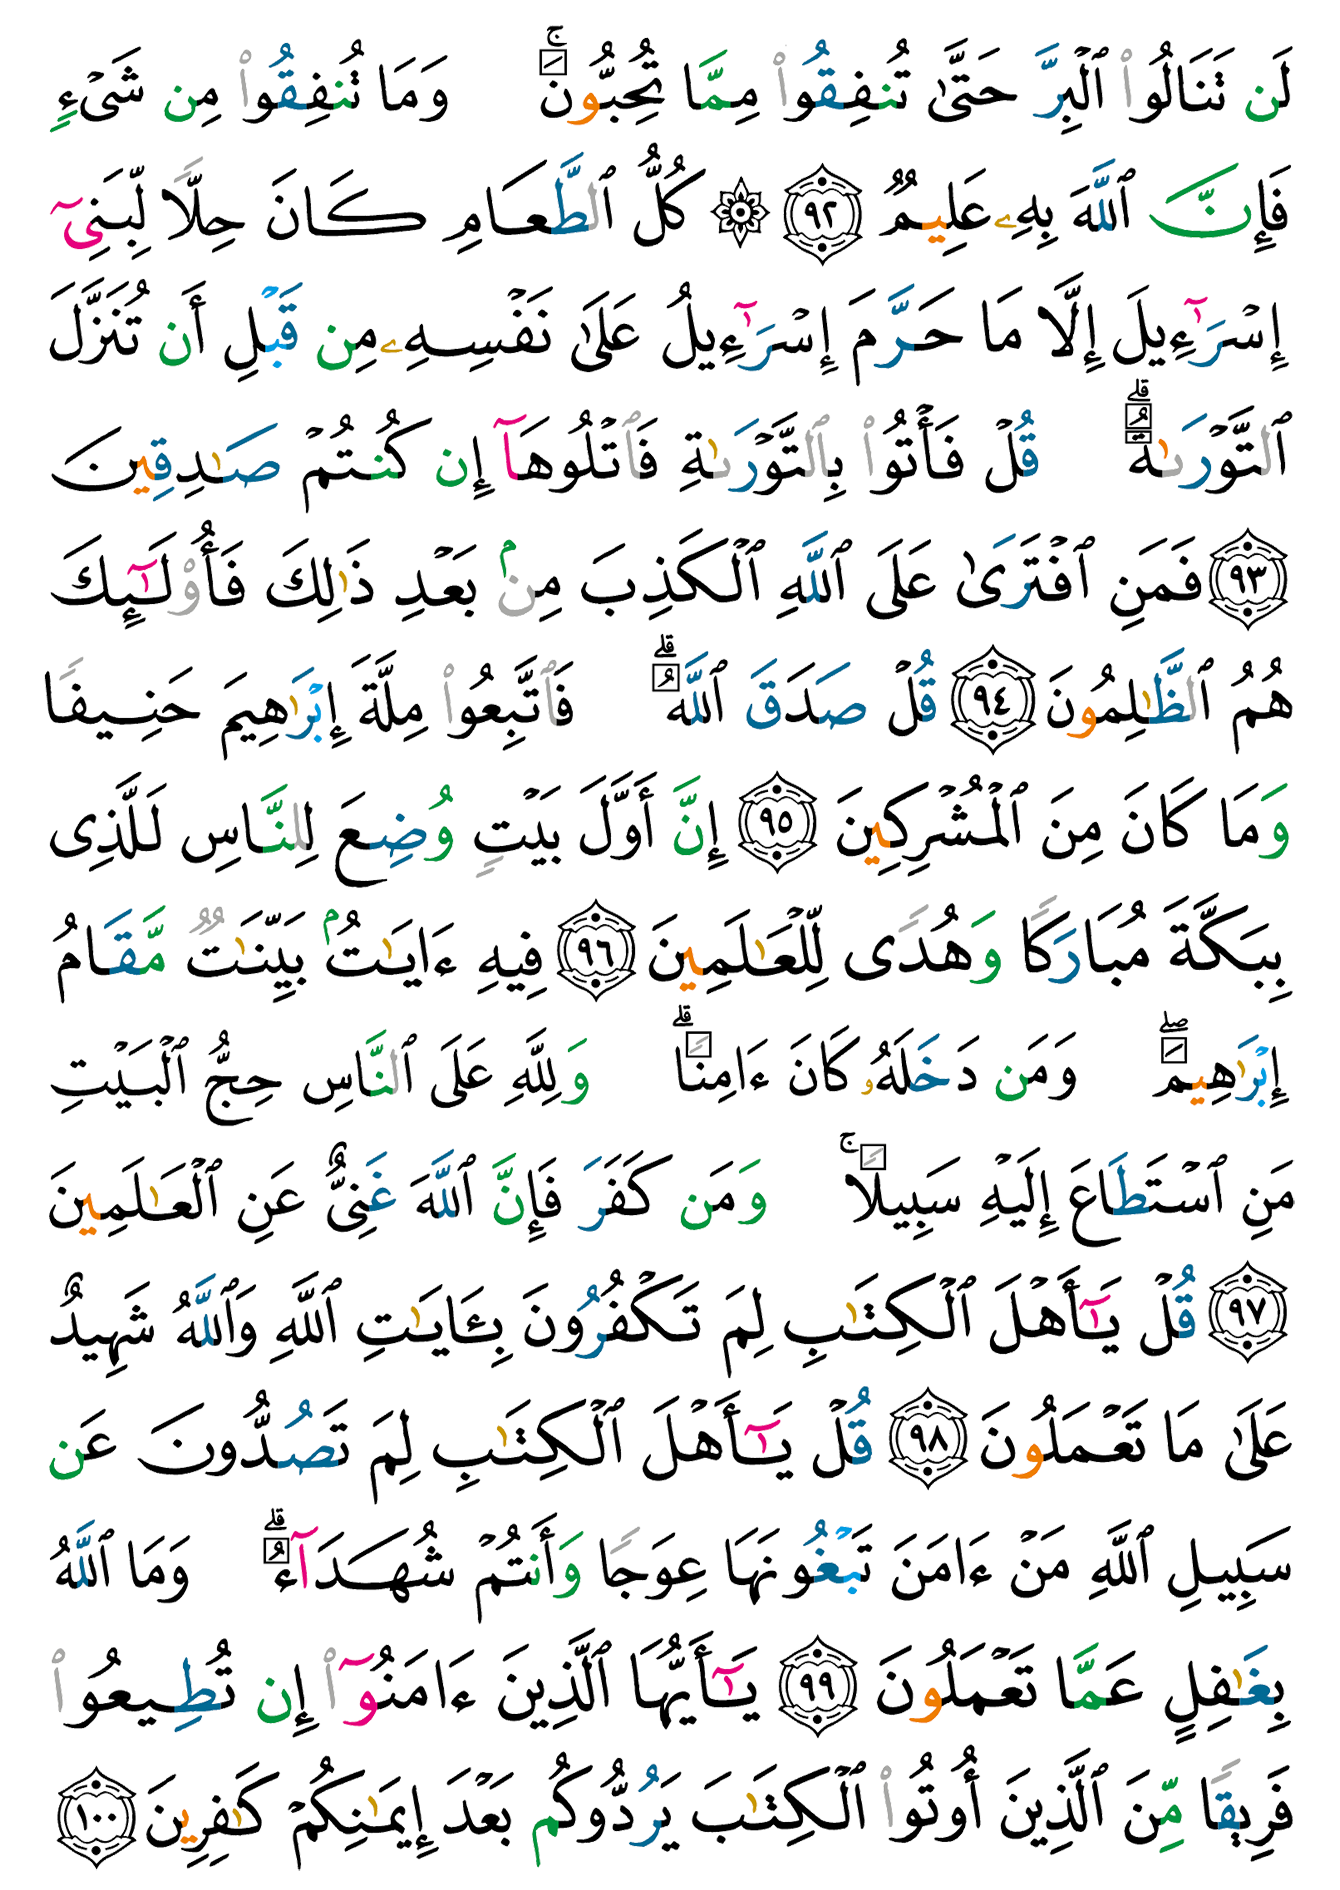 لَن تَنَالُوا۟ ٱلْبِرَّ حَتَّىٰ تُنفِقُوا۟ مِمَّا تُحِبُّونَ ۚ وَمَا تُنفِقُوا۟ مِن شَىْءٍ
فَإِنَّ ٱللَّهَ بِهِۦ عَلِيمٌ ٩٢ ۞ كُلُّ ٱلطَّعَامِ كَانَ حِلًّا لِّبَنِىٓ
إِسْرَٰٓءِيلَ إِلَّا مَا حَرَّمَ إِسْرَٰٓءِيلُ عَلَىٰ نَفْسِهِۦ مِن قَبْلِ أَن تُنَزَّلَ
ٱلتَّوْرَىٰةُ ۗ قُلْ فَأْتُوا۟ بِٱلتَّوْرَىٰةِ فَٱتْلُوهَآ إِن كُنتُمْ صَـٰدِقِينَ
٩٣ فَمَنِ ٱفْتَرَىٰ عَلَى ٱللَّهِ ٱلْكَذِبَ مِنۢ بَعْدِ ذَٰلِكَ فَأُو۟لَـٰٓئِكَ
هُمُ ٱلظَّـٰلِمُونَ ٩٤ قُلْ صَدَقَ ٱللَّهُ ۗ فَٱتَّبِعُوا۟ مِلَّةَ إِبْرَٰهِيمَ حَنِيفًا
وَمَا كَانَ مِنَ ٱلْمُشْرِكِينَ ٩٥ إِنَّ أَوَّلَ بَيْتٍ وُضِعَ لِلنَّاسِ لَلَّذِى
بِبَكَّةَ مُبَارَكًا وَهُدًى لِّلْعَـٰلَمِينَ ٩٦ فِيهِ ءَايَـٰتٌۢ بَيِّنَـٰتٌ مَّقَامُ
إِبْرَٰهِيمَ ۖ وَمَن دَخَلَهُۥ كَانَ ءَامِنًا ۗ وَلِلَّهِ عَلَى ٱلنَّاسِ حِجُّ ٱلْبَيْتِ
مَنِ ٱسْتَطَاعَ إِلَيْهِ سَبِيلًا ۚ وَمَن كَفَرَ فَإِنَّ ٱللَّهَ غَنِىٌّ عَنِ ٱلْعَـٰلَمِينَ
٩٧ قُلْ يَـٰٓأَهْلَ ٱلْكِتَـٰبِ لِمَ تَكْفُرُونَ بِـَٔايَـٰتِ ٱللَّهِ وَٱللَّهُ شَهِيدٌ
عَلَىٰ مَا تَعْمَلُونَ ٩٨ قُلْ يَـٰٓأَهْلَ ٱلْكِتَـٰبِ لِمَ تَصُدُّونَ عَن
سَبِيلِ ٱللَّهِ مَنْ ءَامَنَ تَبْغُونَهَا عِوَجًا وَأَنتُمْ شُهَدَآءُ ۗ وَمَا ٱللَّهُ
بِغَـٰفِلٍ عَمَّا تَعْمَلُونَ ٩٩ يَـٰٓأَيُّهَا ٱلَّذِينَ ءَامَنُوٓا۟ إِن تُطِيعُوا۟
فَرِيقًا مِّنَ ٱلَّذِينَ أُوتُوا۟ ٱلْكِتَـٰبَ يَرُدُّوكُم بَعْدَ إِيمَـٰنِكُمْ كَـٰفِرِينَ ١٠٠